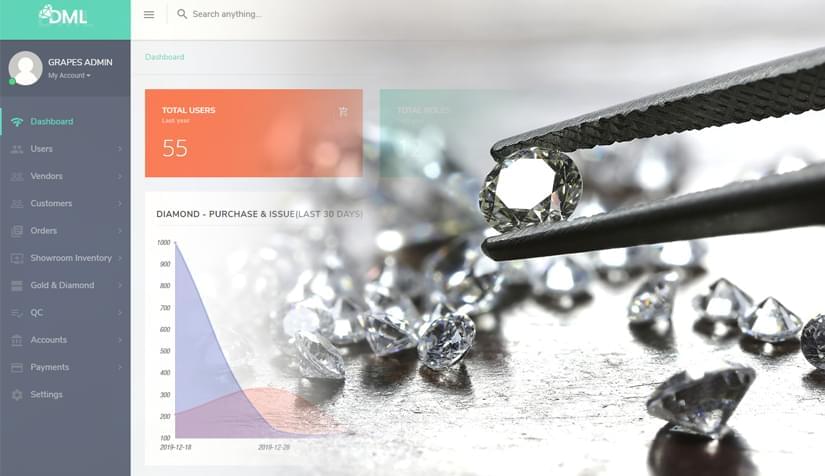 DML
Search anything...
GRAPES ADMIN
My Account
Dashboard
TOTAL USERS
Last year
55
TOTAL ROLES
Dashboard
Users
Vendors
Customers
Orders
Showroom Inventory
Gold & Diamond
QC
Accounts
Payments
Settings
DIAMOND - PURCHASE & ISSUE(LAST 30 DAYS)
1000
900
800
700
600
500
400
300
200
100
2019-12-18
2019-12-26